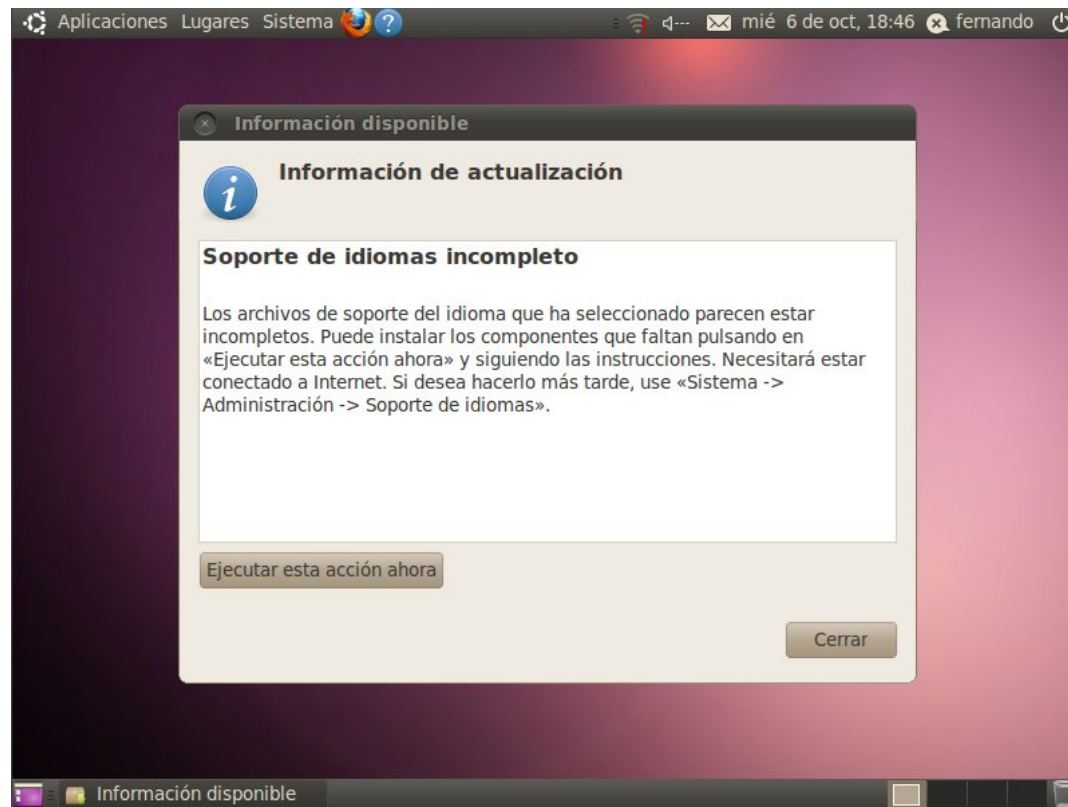 Aplicaciones Lugares Sistema
mié 6 de oct, 18:46 fernando
Información disponible
Información de actualización
Soporte de idiomas incompleto
Los archivos de soporte del idioma que ha seleccionado parecen estar
incompletos. Puede instalar los componentes que faltan pulsando en
«Ejecutar esta acción ahora» y siguiendo las instrucciones. Necesitará estar
conectado a Internet. Si desea hacerlo más tarde, use «Sistema ->
Administración -> Soporte de idiomas».
Ejecutar esta acción ahora
Cerrar
Información disponible